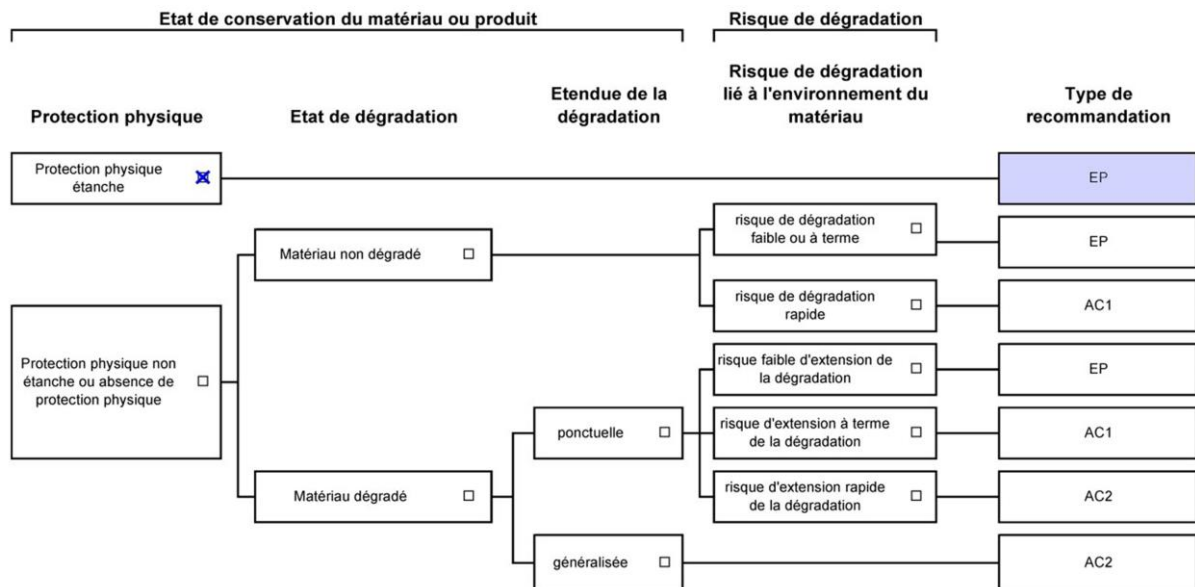 Etat de conservation du matériau ou produit
Risque de dégradation
Protection physique
Etat de dégradation
Etendue de la
dégradation
Risque de dégradation
lié à l'environnement du
matériau
Type de
recommandation
Protection physique
étanche
EP
risque de dégradation
faible ou à terme
EP
Matériau non dégradé
risque de dégradation
rapide
AC1
Protection physique non
étanche ou absence de
protection physique
risque faible d'extension de
la dégradation
EP
ponctuelle
risque d'extension à terme
de la dégradation
AC1
Matériau dégradé
risque d'extension rapide
de la dégradation
AC2
généralisée
AC2